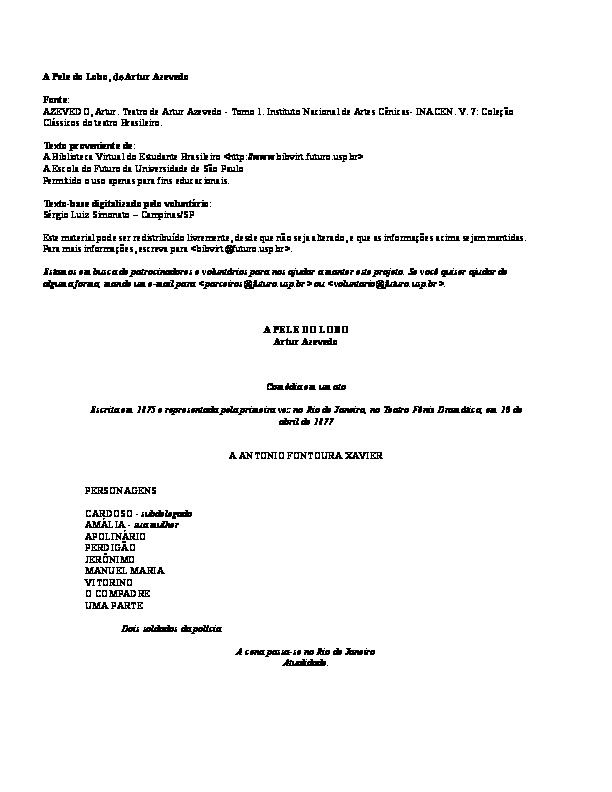 A Pele do Lobo, de Artur Azevedo
Fonte:
AZEVEDO, Artur. Teatro de Artur Azevedo - Tomo 1. Instituto Nacional de Artes Cênicas- INACEN. V. 7: Coleção
Clássicos do teatro Brasileiro.
Texto proveniente de:
A Biblioteca Virtual do Estudante Brasileiro <http://www.bibvirt.futuro.usp.br>
A Escola do Futuro da Universidade de São Paulo
Permitido o uso apenas para fins educacionais.
Texto-base digitalizado pelo voluntário:
Sérgio Luiz Simonato – Campinas/SP
Este material pode ser redistribuído livremente, desde que não seja alterado, e que as informações acima sejam mantidas.
Para mais informações, escreva para <bibvirt@futuro.usp.br>.
Estamos em busca de patrocinadores e voluntários para nos ajudar a manter este projeto. Se você quiser ajudar de
alguma forma, mande um e-mail para <parceiros@futuro.usp.br> ou <voluntario@futuro.usp.br>.
A PELE DO LOBO
Artur Azevedo
Comédia em um ato
Escrita em 1875 e representada pela primeira vez no Rio de Janeiro, no Teatro Fênix Dramática, em 10 de
abril de 1877
A ANTONIO FONTOURA XAVIER
PERSONAGENS
CARDOSO - subdelegado
AMÁLIA - sua mulher
APOLINÁRIO
PERDIGÃO
JERÔNIMO
MANUEL MARIA
VITORINO
O COMPADRE
UMA PARTE
Dois soldados da polícia
A cena passa-se no Rio de Janeiro
Atualidade.